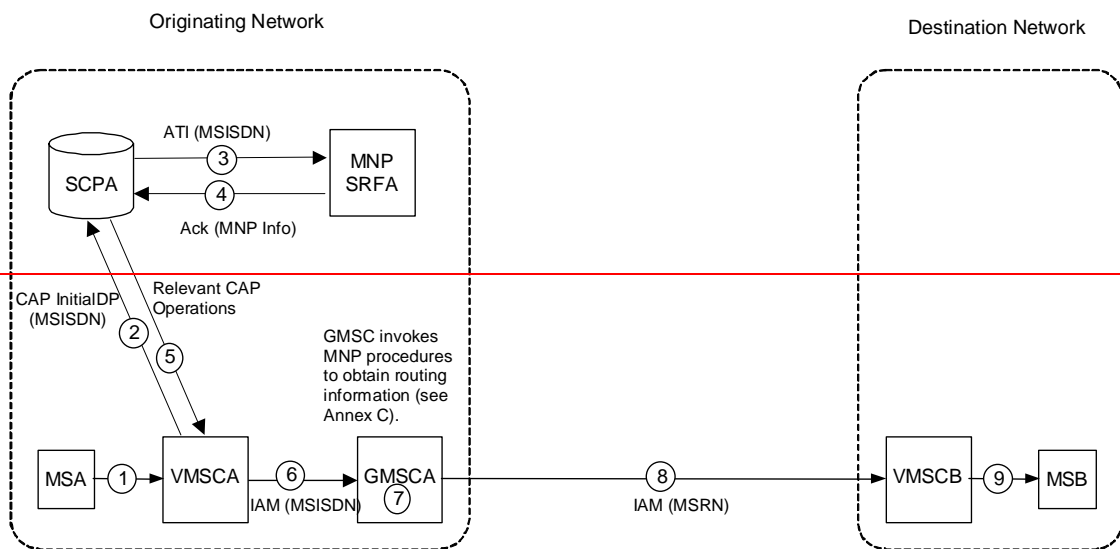 Originating Network
Destination Network
ATI (MSISDN)
3
SCPA
MNP
SRFA
4
Ack (MNP Info)
CAP InitialDP
(MSISDN)
Relevant CAP
Operations
2
5
GMSC invokes
MNP procedures
to obtain routing
information (see
Annex C).
MSA
1
VMSCA
6
IAM (MSISDN)
GMSCA
7
8
IAM (MSRN)
VMSCB
9
MSB